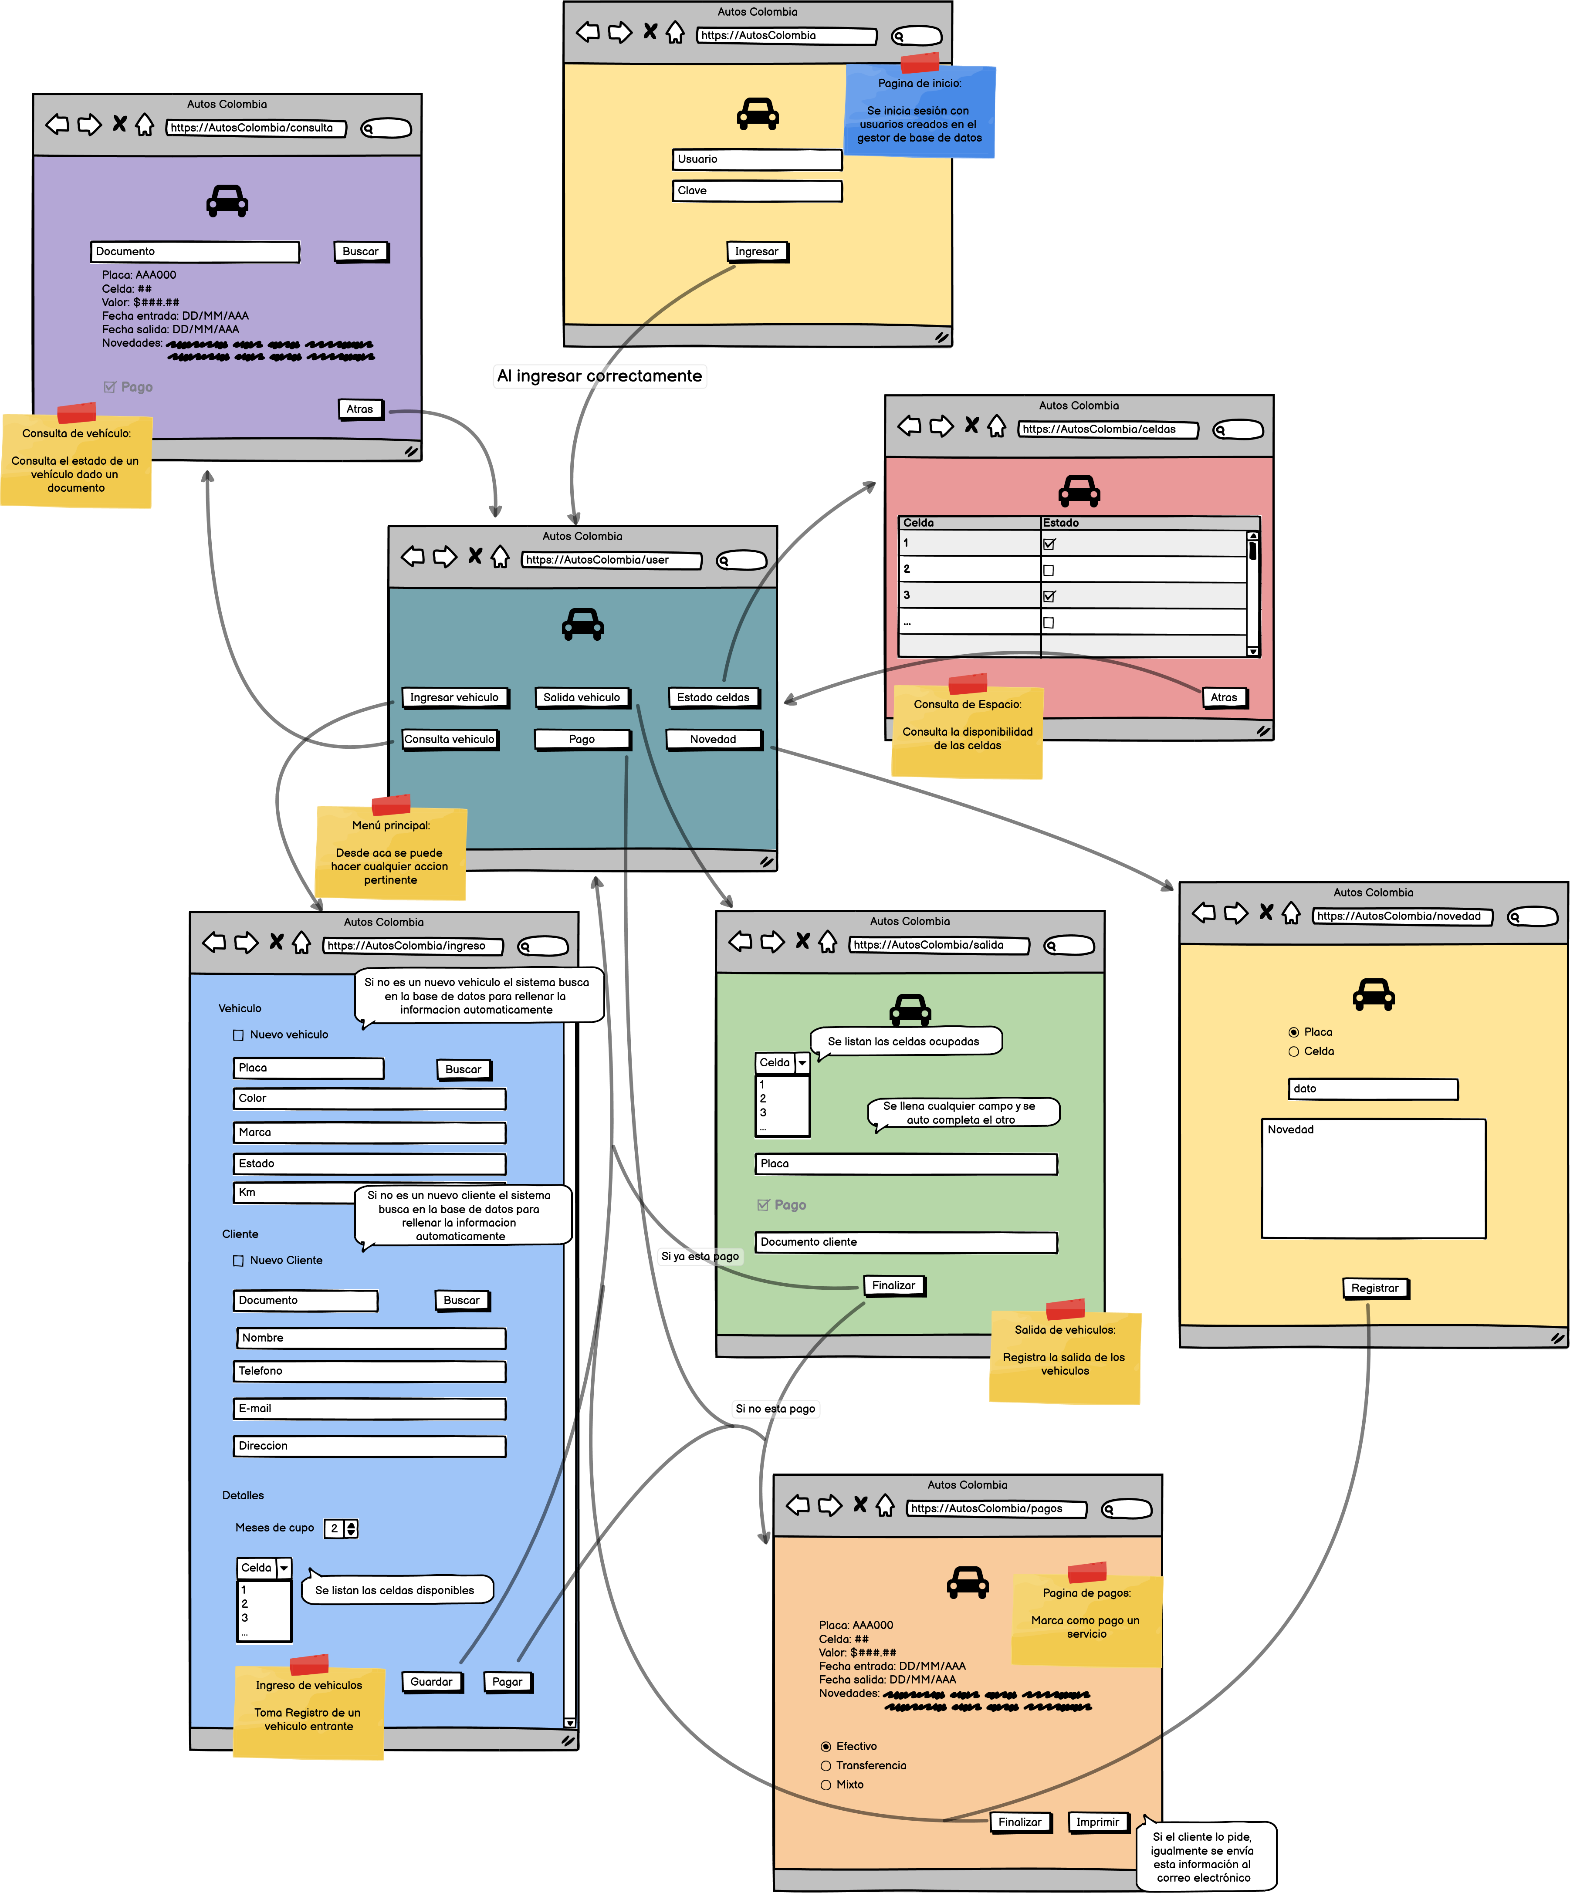 Autos Colombia
https://AutosColombia
Pagina de inicio:
Se inicia sesión con
usuarios creados en el
gestor de base de datos
Usuario
Clave
Ingresar
Al ingresar correctamente
Autos Colombia
https://AutosColombia/consulta
Documento
Buscar
Placa: AAA000
Celda: ##
Valor: $###.##
Fecha entrada: DD/MM/AAA
Fecha salida: DD/MM/AAA
Novedades:
Pago
Atras
Consulta de vehículo:
Consulta el estado de un
vehículo dado un
documento
Autos Colombia
https://AutosColombia/celdas
Celda Estado
1
2
3
...
Atras
Consulta de Espacio:
Consulta la disponibilidad
de las celdas
Autos Colombia
https://AutosColombia/user
Ingresar vehiculo
Salida vehiculo
Estado celdas
Consulta vehiculo
Pago
Novedad
Menú principal:
Desde aca se puede
hacer cualquier accion
pertinente
Autos Colombia
https://AutosColombia/ingreso
Si no es un nuevo vehiculo el sistema busca
en la base de datos para rellenar la
informacion automaticamente
Vehiculo
Nuevo vehiculo
Placa
Buscar
Color
Marca
Estado
Km
Si no es un nuevo cliente el sistema
busca en la base de datos para
rellenar la informacion
automaticamente
Cliente
Nuevo Cliente
Documento
Buscar
Nombre
Telefono
E-mail
Direccion
Detalles
Meses de cupo 2
Celda
1
2
3
...
Se listan las celdas disponibles
Guardar
Pagar
Ingreso de vehiculos
Toma Registro de un
vehiculo entrante
Autos Colombia
https://AutosColombia/salida
Se listan las celdas ocupadas
Celda
1
2
3
...
Se llena cualquier campo y se
auto completa el otro
Placa
Pago
Documento cliente
Si ya esta pago
Finalizar
Salida de vehiculos:
Registra la salida de los
vehiculos
Si no esta pago
Autos Colombia
https://AutosColombia/novedad
Placa
Celda
dato
Novedad
Registrar
Autos Colombia
https://AutosColombia/pagos
Pagina de pagos:
Marca como pago un
servicio
Placa: AAA000
Celda: ##
Valor: $###.##
Fecha entrada: DD/MM/AAA
Fecha salida: DD/MM/AAA
Novedades:
Efectivo
Transferencia
Mixto
Finalizar
Imprimir
Si el cliente lo pide,
igualmente se envía
esta información al
correo electrónico